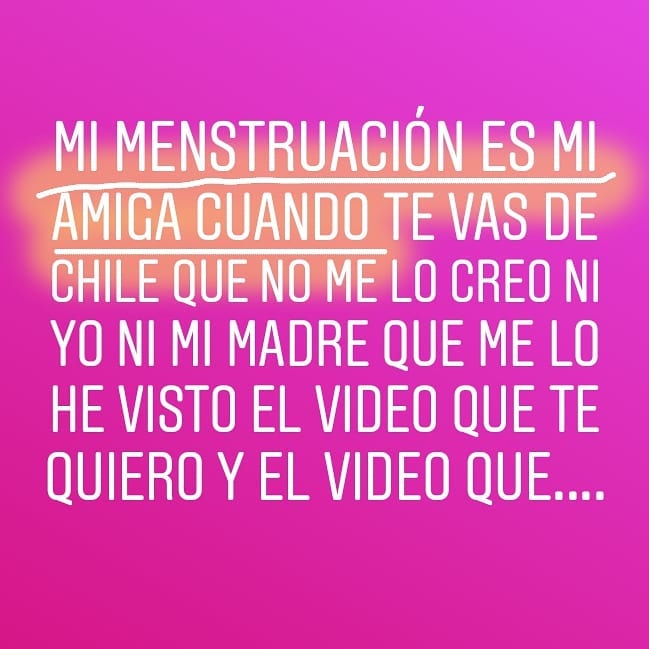 MI MENSTRUACIÓN ES MI
AMIGA CUANDO TE VAS DE
CHILE QUE NO ME LO CREO NI
YO NI MI MADRE QUE ME LO
HE VISTO EL VIDEO QUE TE
QUIERO Y EL VIDEO QUE....